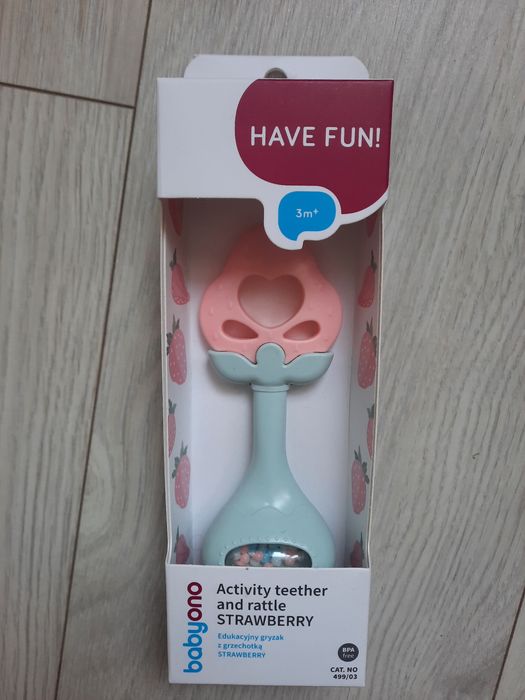 HAVE FUN!
3m+
babyono
Activity teether
and rattle
STRAWBERRY
Edukacyjny gryzak
z grzechotką
STRAWBERRY
BPA
free
CAT. NO
499/03